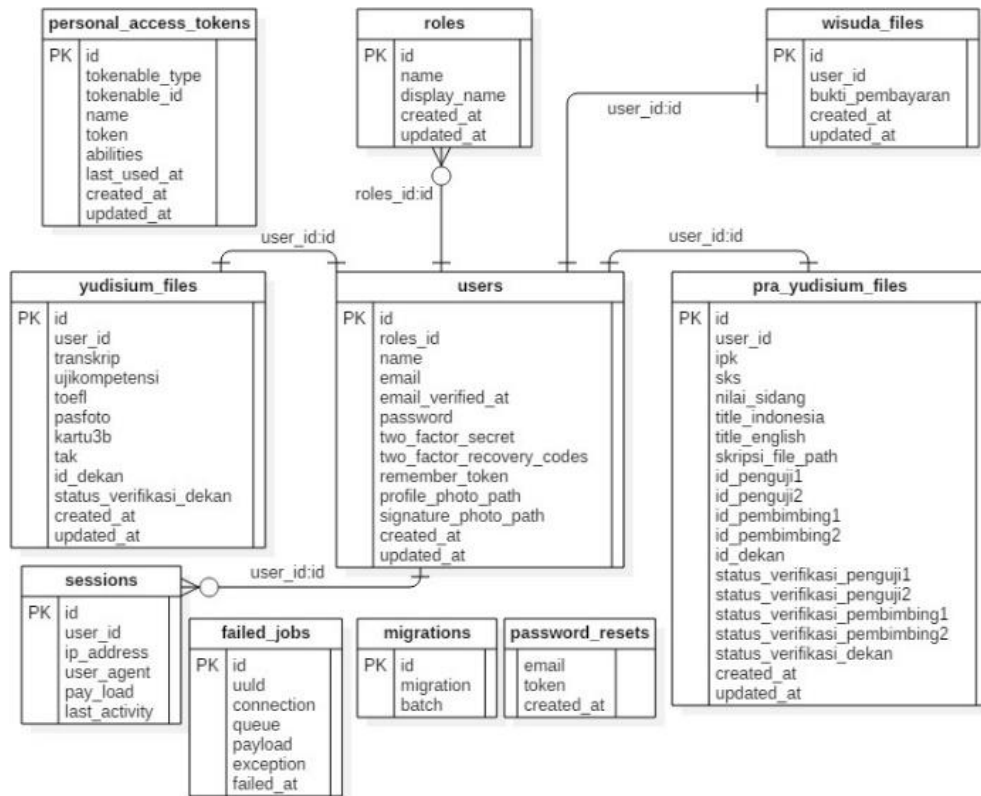 personal_access_tokens
PK id
tokenable_type
tokenable_id
name
token
abilities
last_used_at
created_at
updated_at
roles
PK id
name
display_name
created_at
updated_at
wisuda_files
PK id
user_id
bukti_pembayaran
created_at
updated_at
user_id:id
roles_id:id
user_id:id
user_id:id
yudisium_files
PK id
user_id
transkrip
ujikompetensi
toefl
pasfoto
kartu3b
tak
id_dekan
status_verifikasi_dekan
created_at
updated_at
users
PK id
roles_id
name
email
email_verified_at
password
two_factor_secret
two_factor_recovery_codes
remember_token
profile_photo_path
signature_photo_path
created_at
updated_at
pra_yudisium_files
PK id
user_id
ipk
sks
nilai_sidang
title_indonesia
title_english
skripsi_file_path
id_penguji1
id_penguji2
id_pembimbing1
id_pembimbing2
id_dekan
status_verifikasi_penguji1
status_verifikasi_penguji2
status_verifikasi_pembimbing1
status_verifikasi_pembimbing2
status_verifikasi_dekan
created_at
updated_at
user_id:id
sessions
PK id
user_id
ip_address
user_agent
pay_load
last_activity
failed_jobs
PK id
uuld
connection
queue
payload
exception
failed_at
migrations
PK id
migration
batch
password_resets
email
token
created_at